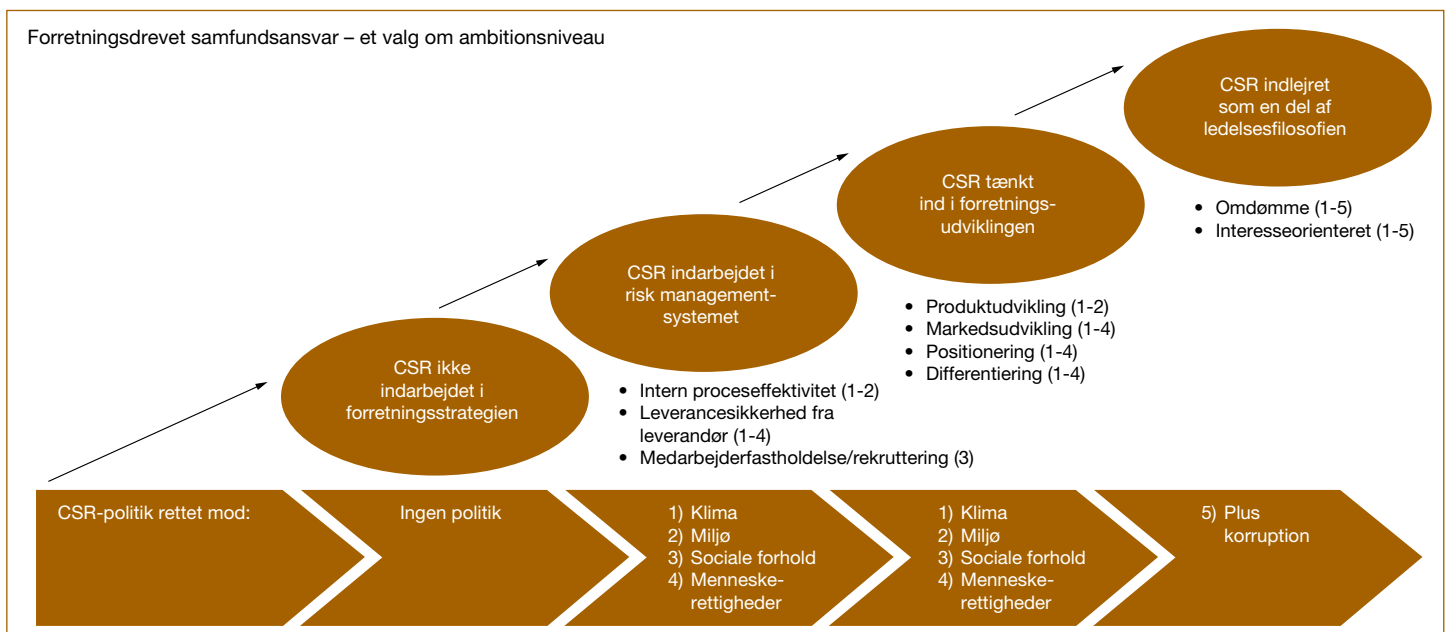 Forretningsdrevet samfundsansvar – et valg om ambitionsniveau
CSR ikke
indarbejdet i
forretningsstrategien
CSR indarbejdet i
risk management-
systemet
• Intern proceseffektivitet (1-2)
• Leverancesikkerhed fra
leverandør (1-4)
• Medarbejderfastholdelse/rekruttering (3)
CSR tænkt
ind i forretnings-
udviklingen
• Produktudvikling (1-2)
• Markedsudvikling (1-4)
• Positionering (1-4)
• Differentiering (1-4)
CSR indlejret
som en del af
ledelsesfilosofien
• Omdømme (1-5)
• Interesseorienteret (1-5)
CSR-politik rettet mod:
Ingen politik
1) Klima
2) Miljø
3) Sociale forhold
4) Menneske-
rettigheder
1) Klima
2) Miljø
3) Sociale forhold
4) Menneske-
rettigheder
5) Plus
korruption